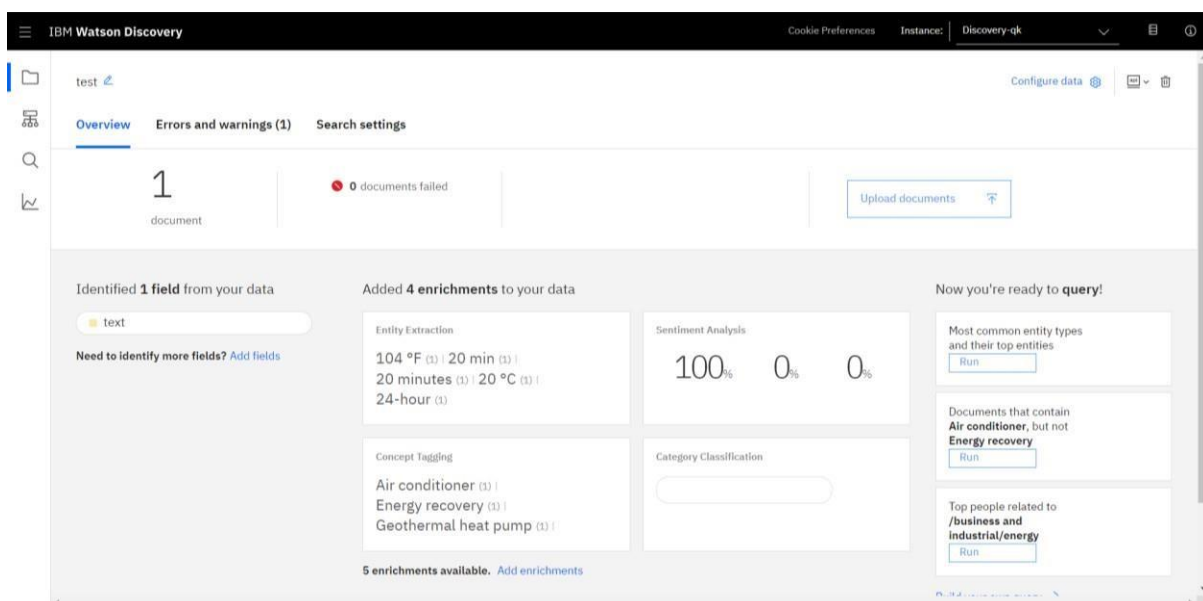 IBM Watson Discovery
Cookie Preferences
Instance:
Discovery-qk
test
Configure data
Overview
Errors and warnings (1)
Search settings
1
document
0 documents failed
Upload documents
Identified 1 field from your data
text
Need to identify more fields? Add fields
Added 4 enrichments to your data
Entity Extraction
104 °F (1) | 20 min (1) |
20 minutes (1) | 20 °C (1) |
24-hour (1)
Sentiment Analysis
100% 0% 0%
Concept Tagging
Air conditioner (1) |
Energy recovery (1) |
Geothermal heat pump (1) |
Category Classification
5 enrichments available. Add enrichments
Now you're ready to query!
Most common entity types
and their top entities
Run
Documents that contain
Air conditioner, but not
Energy recovery
Run
Top people related to
/business and
industrial/energy
Run